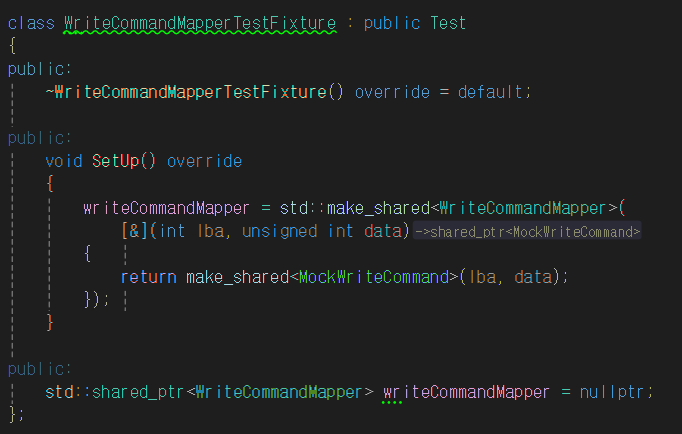 class WriteCommandMapperTestFixture : public Test
{
public:
    ~WriteCommandMapperTestFixture() override = default;

public:
    void SetUp() override
    {
        writeCommandMapper = std::make_shared<WriteCommandMapper>(
            [&](int lba, unsigned int data)->shared_ptr<MockWriteCommand>
        {
            return make_shared<MockWriteCommand>(lba, data);
        });
    }

public:
    std::shared_ptr<WriteCommandMapper> writeCommandMapper = nullptr;
};